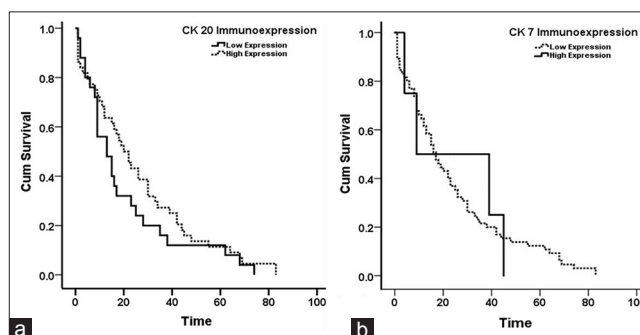 CK 20 Immunoexpression
Low Expression
High Expression
1.0
0.8
0.6
0.4
0.2
0.0
Cum Survival
0 20 40 60 80 100
Time
a
CK 7 Immunoexpression
Low Expression
High Expression
1.0
0.8
0.6
0.4
0.2
0.0
Cum Survival
0 20 40 60 80 100
Time
b